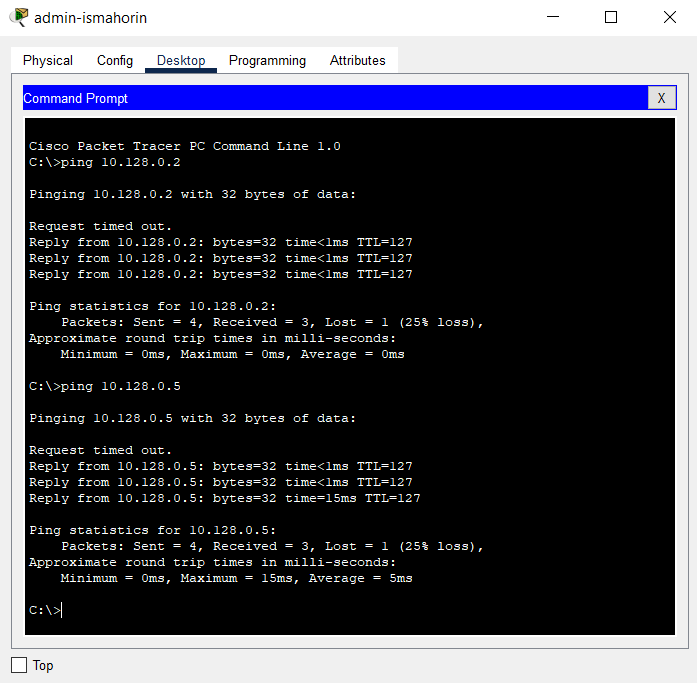 admin-ismahorin
Physical Config Desktop Programming Attributes
Command Prompt X
Cisco Packet Tracer PC Command Line 1.0
C:\>ping 10.128.0.2
Pinging 10.128.0.2 with 32 bytes of data:
Request timed out.
Reply from 10.128.0.2: bytes=32 time<1ms TTL=127
Reply from 10.128.0.2: bytes=32 time<1ms TTL=127
Reply from 10.128.0.2: bytes=32 time<1ms TTL=127
Ping statistics for 10.128.0.2:
Packets: Sent = 4, Received = 3, Lost = 1 (25% loss),
Approximate round trip times in milli-seconds:
Minimum = 0ms, Maximum = 0ms, Average = 0ms
C:\>ping 10.128.0.5
Pinging 10.128.0.5 with 32 bytes of data:
Request timed out.
Reply from 10.128.0.5: bytes=32 time<1ms TTL=127
Reply from 10.128.0.5: bytes=32 time<1ms TTL=127
Reply from 10.128.0.5: bytes=32 time=15ms TTL=127
Ping statistics for 10.128.0.5:
Packets: Sent = 4, Received = 3, Lost = 1 (25% loss),
Approximate round trip times in milli-seconds:
Minimum = 0ms, Maximum = 15ms, Average = 5ms
C:\>
Top